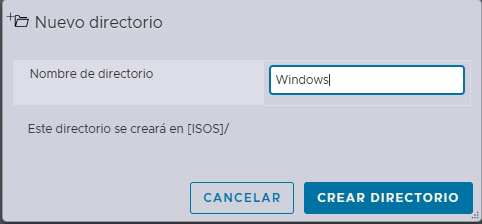 Nuevo directorio
Nombre de directorio
Windows
Este directorio se creará en [ISOS]/
CANCELAR
CREAR DIRECTORIO